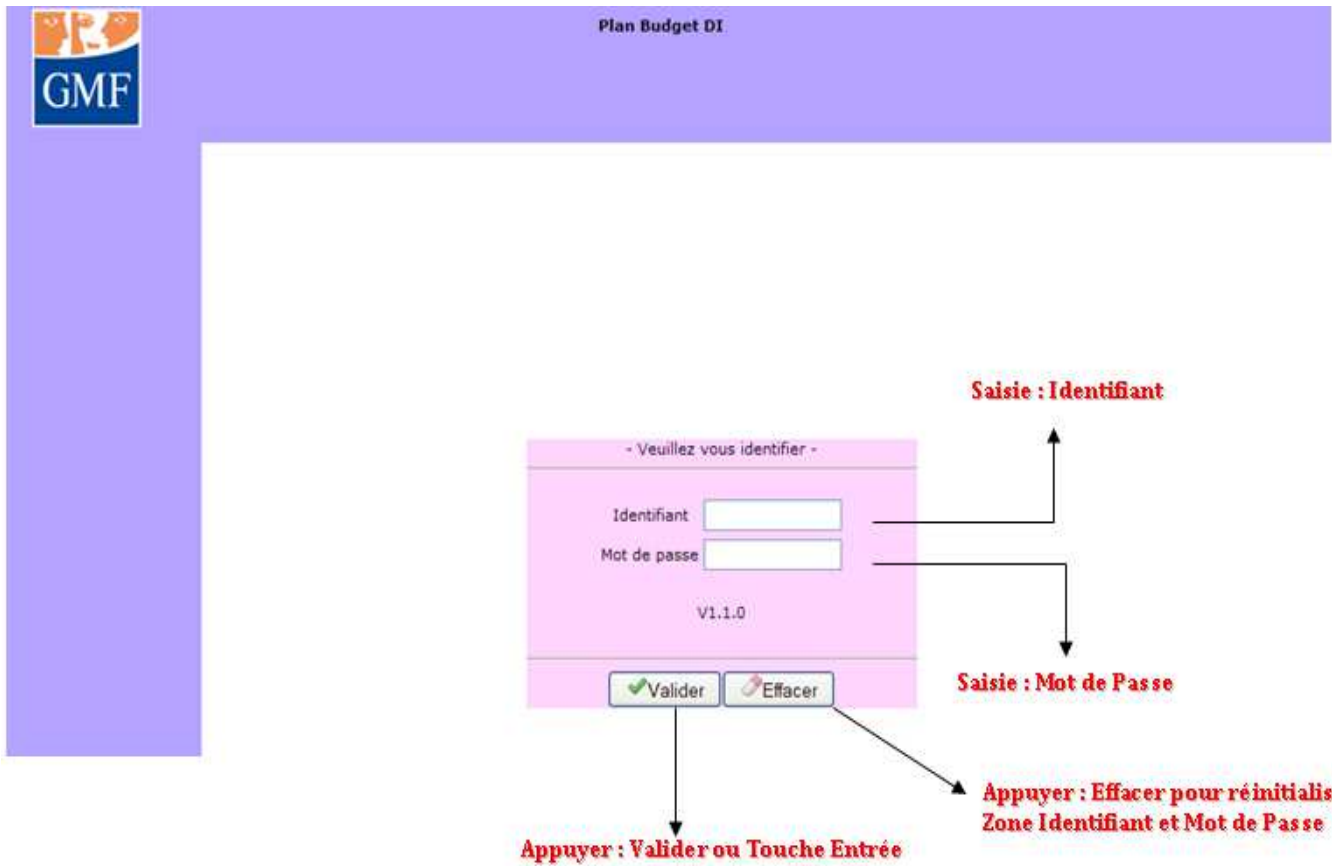 GMF
Plan Budget DI
Saisie : Identifiant
- Veuillez vous identifier -
Identifiant
Mot de passe
V1.1.0
Valider
Effacer
Saisie : Mot de Passe
Appuyer : Effacer pour réinitialis
Zone Identifiant et Mot de Passe
Appuyer : Valider ou Touche Entrée